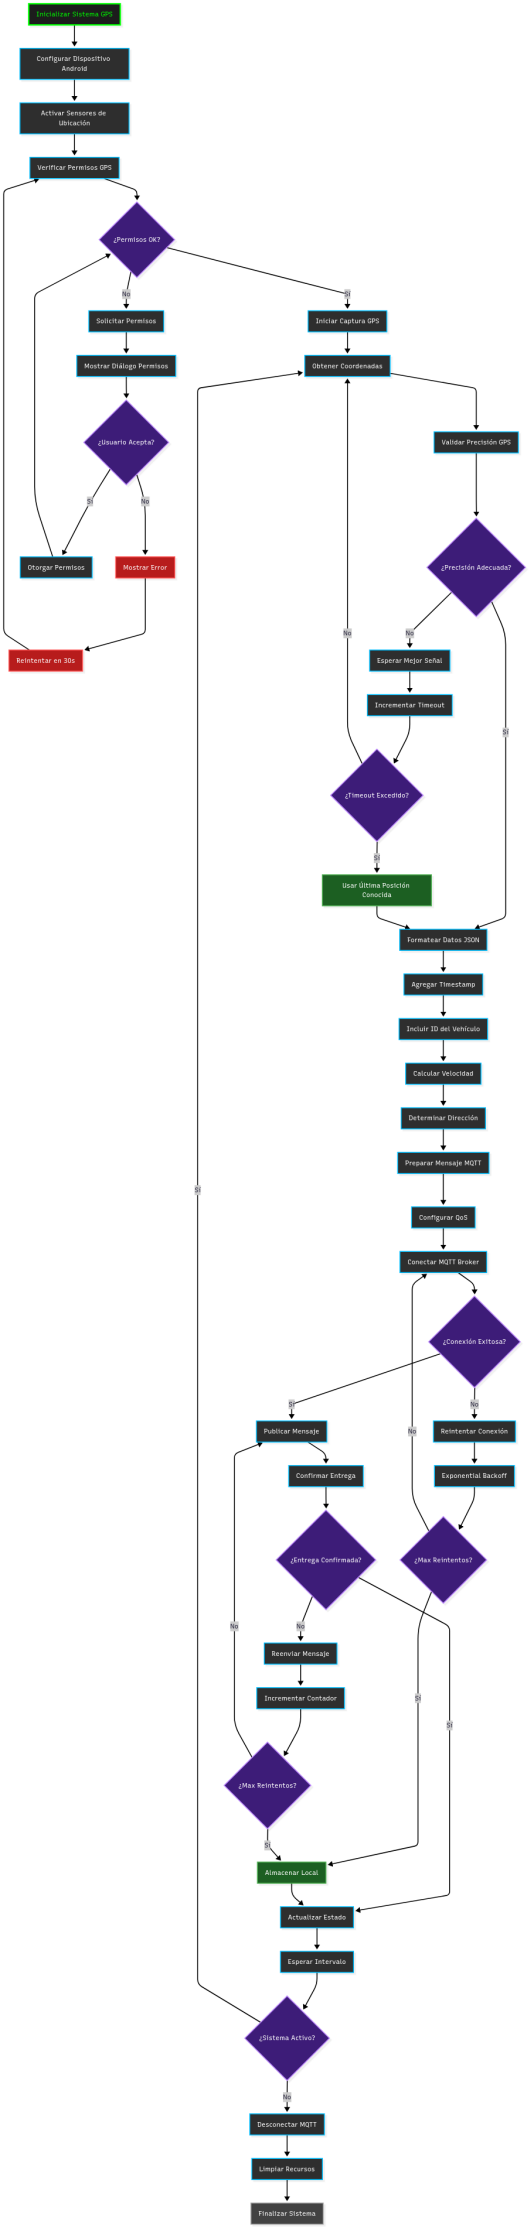 Inicializar Sistema GPS
Configurar Dispositivo
Android
Activar Sensores de
Ubicación
Verificar Permisos GPS
¿Permisos OK?
No
Sí
Solicitar Permisos
Iniciar Captura GPS
Mostrar Diálogo Permisos
Obtener Coordenadas
¿Usuario Acepta?
Validar Precisión GPS
Sí
No
Otorgar Permisos
Mostrar Error
¿Precisión Adecuada?
No
No
Reintentar en 30s
Esperar Mejor Señal
Incrementar Timeout
Sí
¿Timeout Excedido?
Sí
Usar Última Posición
Conocida
Formatear Datos JSON
Agregar Timestamp
Incluir ID del Vehículo
Calcular Velocidad
Determinar Dirección
Preparar Mensaje MQTT
Sí
Configurar QoS
Conectar MQTT Broker
¿Conexión Exitosa?
Sí
No
Publicar Mensaje
No
Reintentar Conexión
Confirmar Entrega
Exponential Backoff
¿Entrega Confirmada?
¿Max Reintentos?
No
No
Reenviar Mensaje
Incrementar Contador
Sí
Sí
¿Max Reintentos?
Sí
Almacenar Local
Actualizar Estado
Esperar Intervalo
¿Sistema Activo?
No
Desconectar MQTT
Limpiar Recursos
Finalizar Sistema